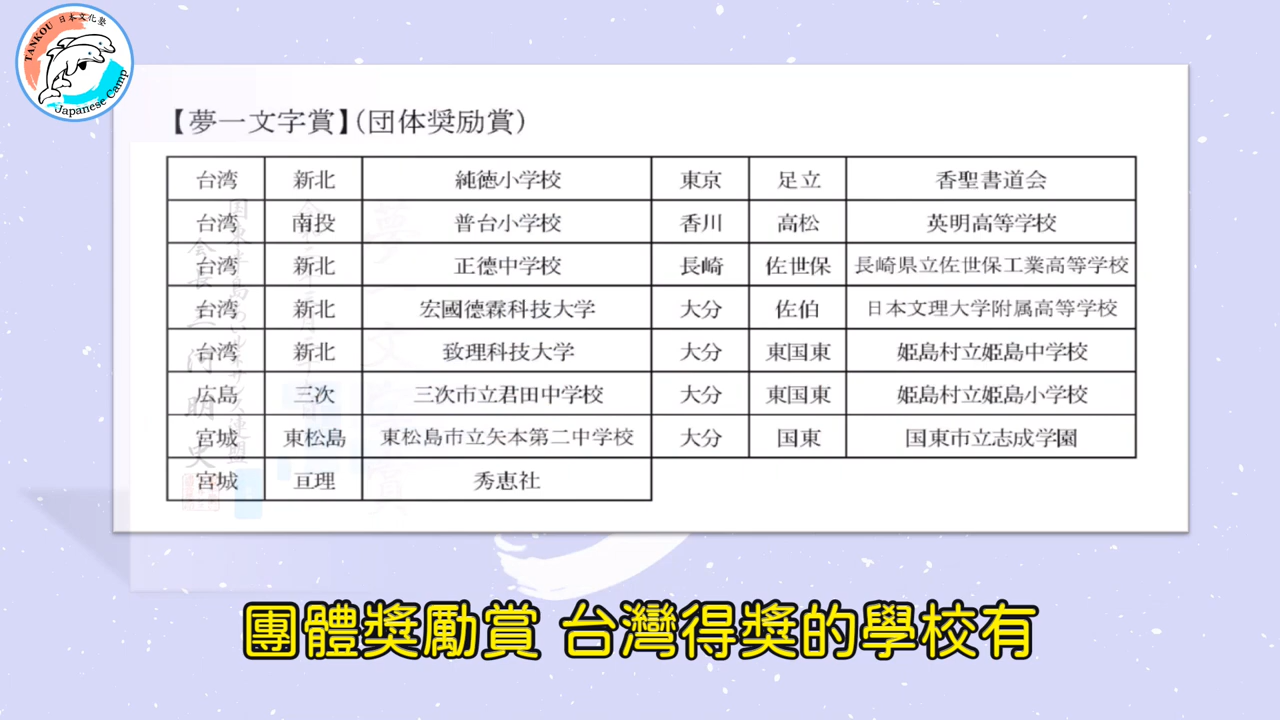 TANKOU 日本文化塾
Japanese Camp
【夢一文字賞】(団体奨励賞)
台湾 新北 純徳小学校 東京 足立 香聖書道会
台湾 南投 普台小学校 香川 高松 英明高等学校
台湾 新北 正德中学校 長崎 佐世保 長崎県立佐世保工業高等学校
台湾 新北 宏國德霖科技大学 大分 佐伯 日本文理大学附属高等学校
台湾 新北 致理科技大学 大分 東国東 姫島村立姫島中学校
広島 三次 三次市立君田中学校 大分 東国東 姫島村立姫島小学校
宮城 東松島 東松島市立矢本第二中学校 大分 国東 国東市立志成学園
宮城 亘理 秀恵社
團體獎勵賞 台灣得獎的學校有